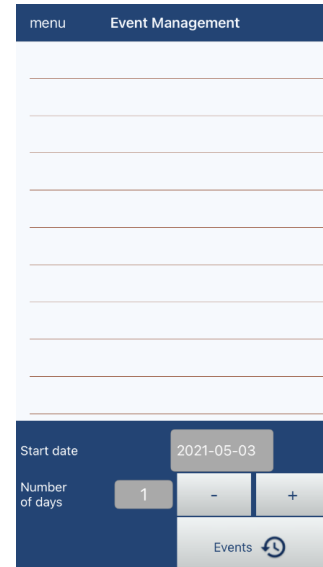 menu Event Management
Start date 2021-05-03
Number
of days 1 - +
Events